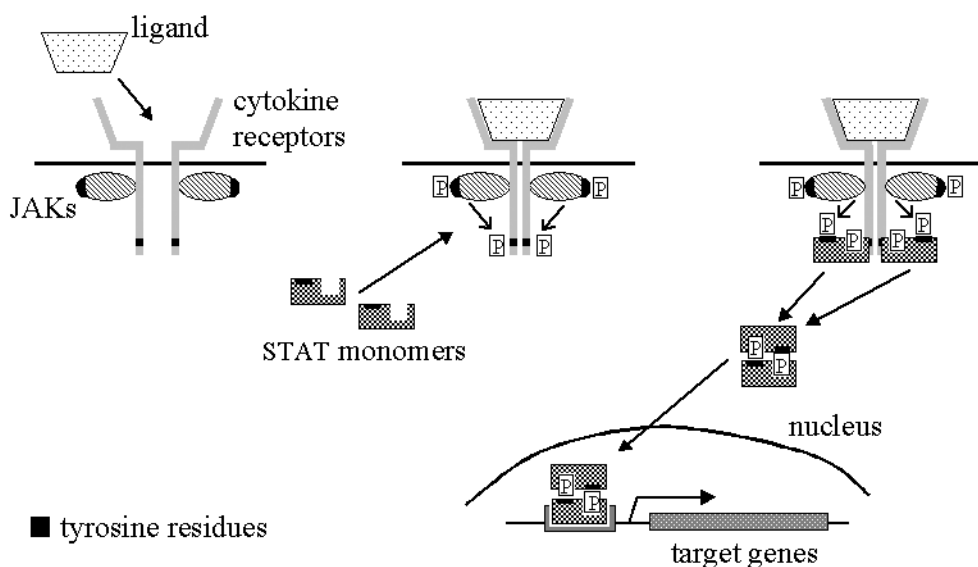 ligand
cytokine
receptors
JAKs
P
P
P
P
P
P
P
P
P
P
STAT monomers
P
P
nucleus
P
P
tyrosine residues
target genes